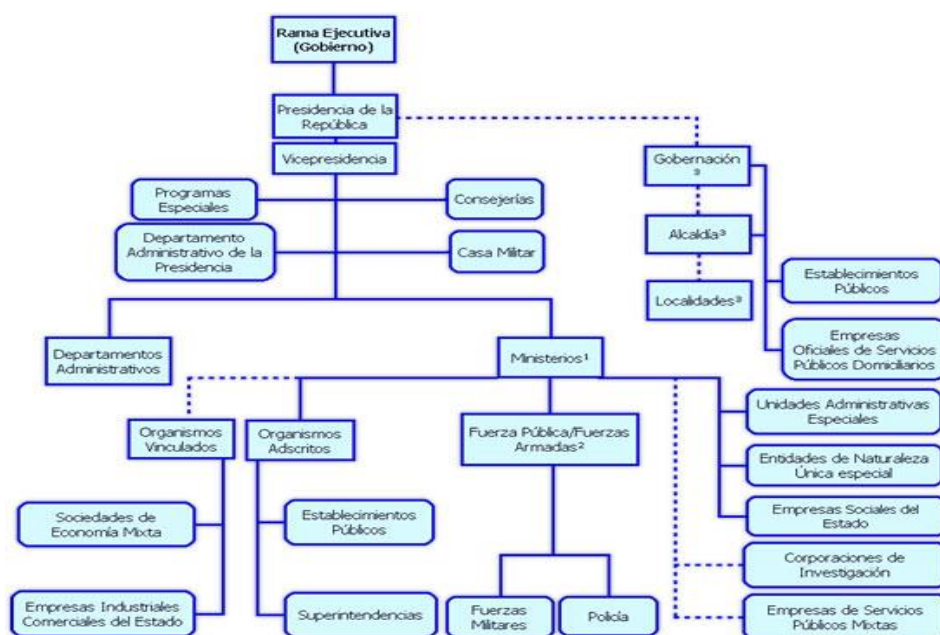 Rama Ejecutiva
(Gobierno)
Presidencia de la
República
Vicepresidencia
Gobernación
3
Programas
Especiales
Consejerías
Alcaldía³
Departamento
Administrativo de la
Presidencia
Casa Militar
Establecimientos
Públicos
Localidades³
Empresas
Oficiales de Servicios
Públicos Domiciliarios
Departamentos
Administrativos
Ministerios¹
Unidades Administrativas
Especiales
Organismos
Vinculados
Organismos
Adscritos
Fuerza Pública/Fuerzas
Armadas²
Entidades de Naturaleza
Única especial
Sociedades de
Economía Mixta
Establecimientos
Públicos
Empresas Sociales del
Estado
Corporaciones de
Investigación
Empresas Industriales
Comerciales del Estado
Superintendencias
Fuerzas
Militares
Policía
Empresas de Servicios
Públicos Mixtas